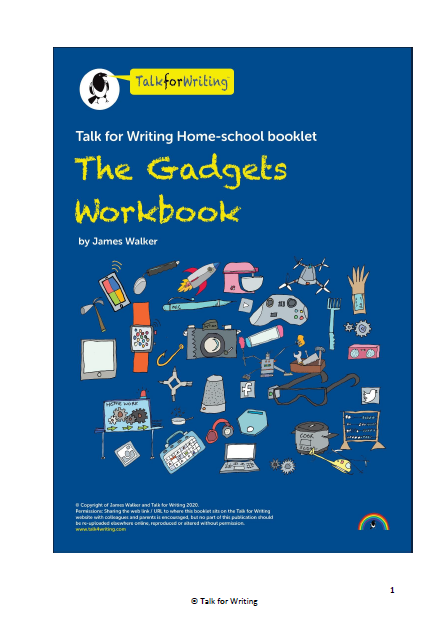 TalkforWriting
Talk for Writing Home-school booklet
The Gadgets
Workbook
by James Walker
HOME WORK
© Copyright of James Walker and Talk for Writing 2020.
Permissions: Sharing the web link / URL to where this booklet sits on the Talk for Writing
website with colleagues and parents is encouraged, but no part of this publication should
be re-uploaded elsewhere online, reproduced or altered without permission.
www.talk4writing.com
1
© Talk for Writing